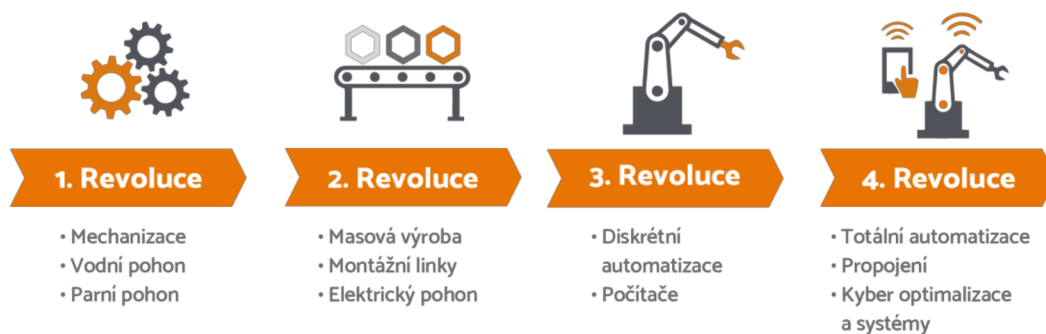 1. Revoluce
• Mechanizace
• Vodní pohon
• Parní pohon
2. Revoluce
• Masová výroba
• Montážní linky
• Elektrický pohon
3. Revoluce
• Diskrétní
automatizace
• Počítače
4. Revoluce
• Totální automatizace
• Propojení
• Kyber optimalizace
a systémy